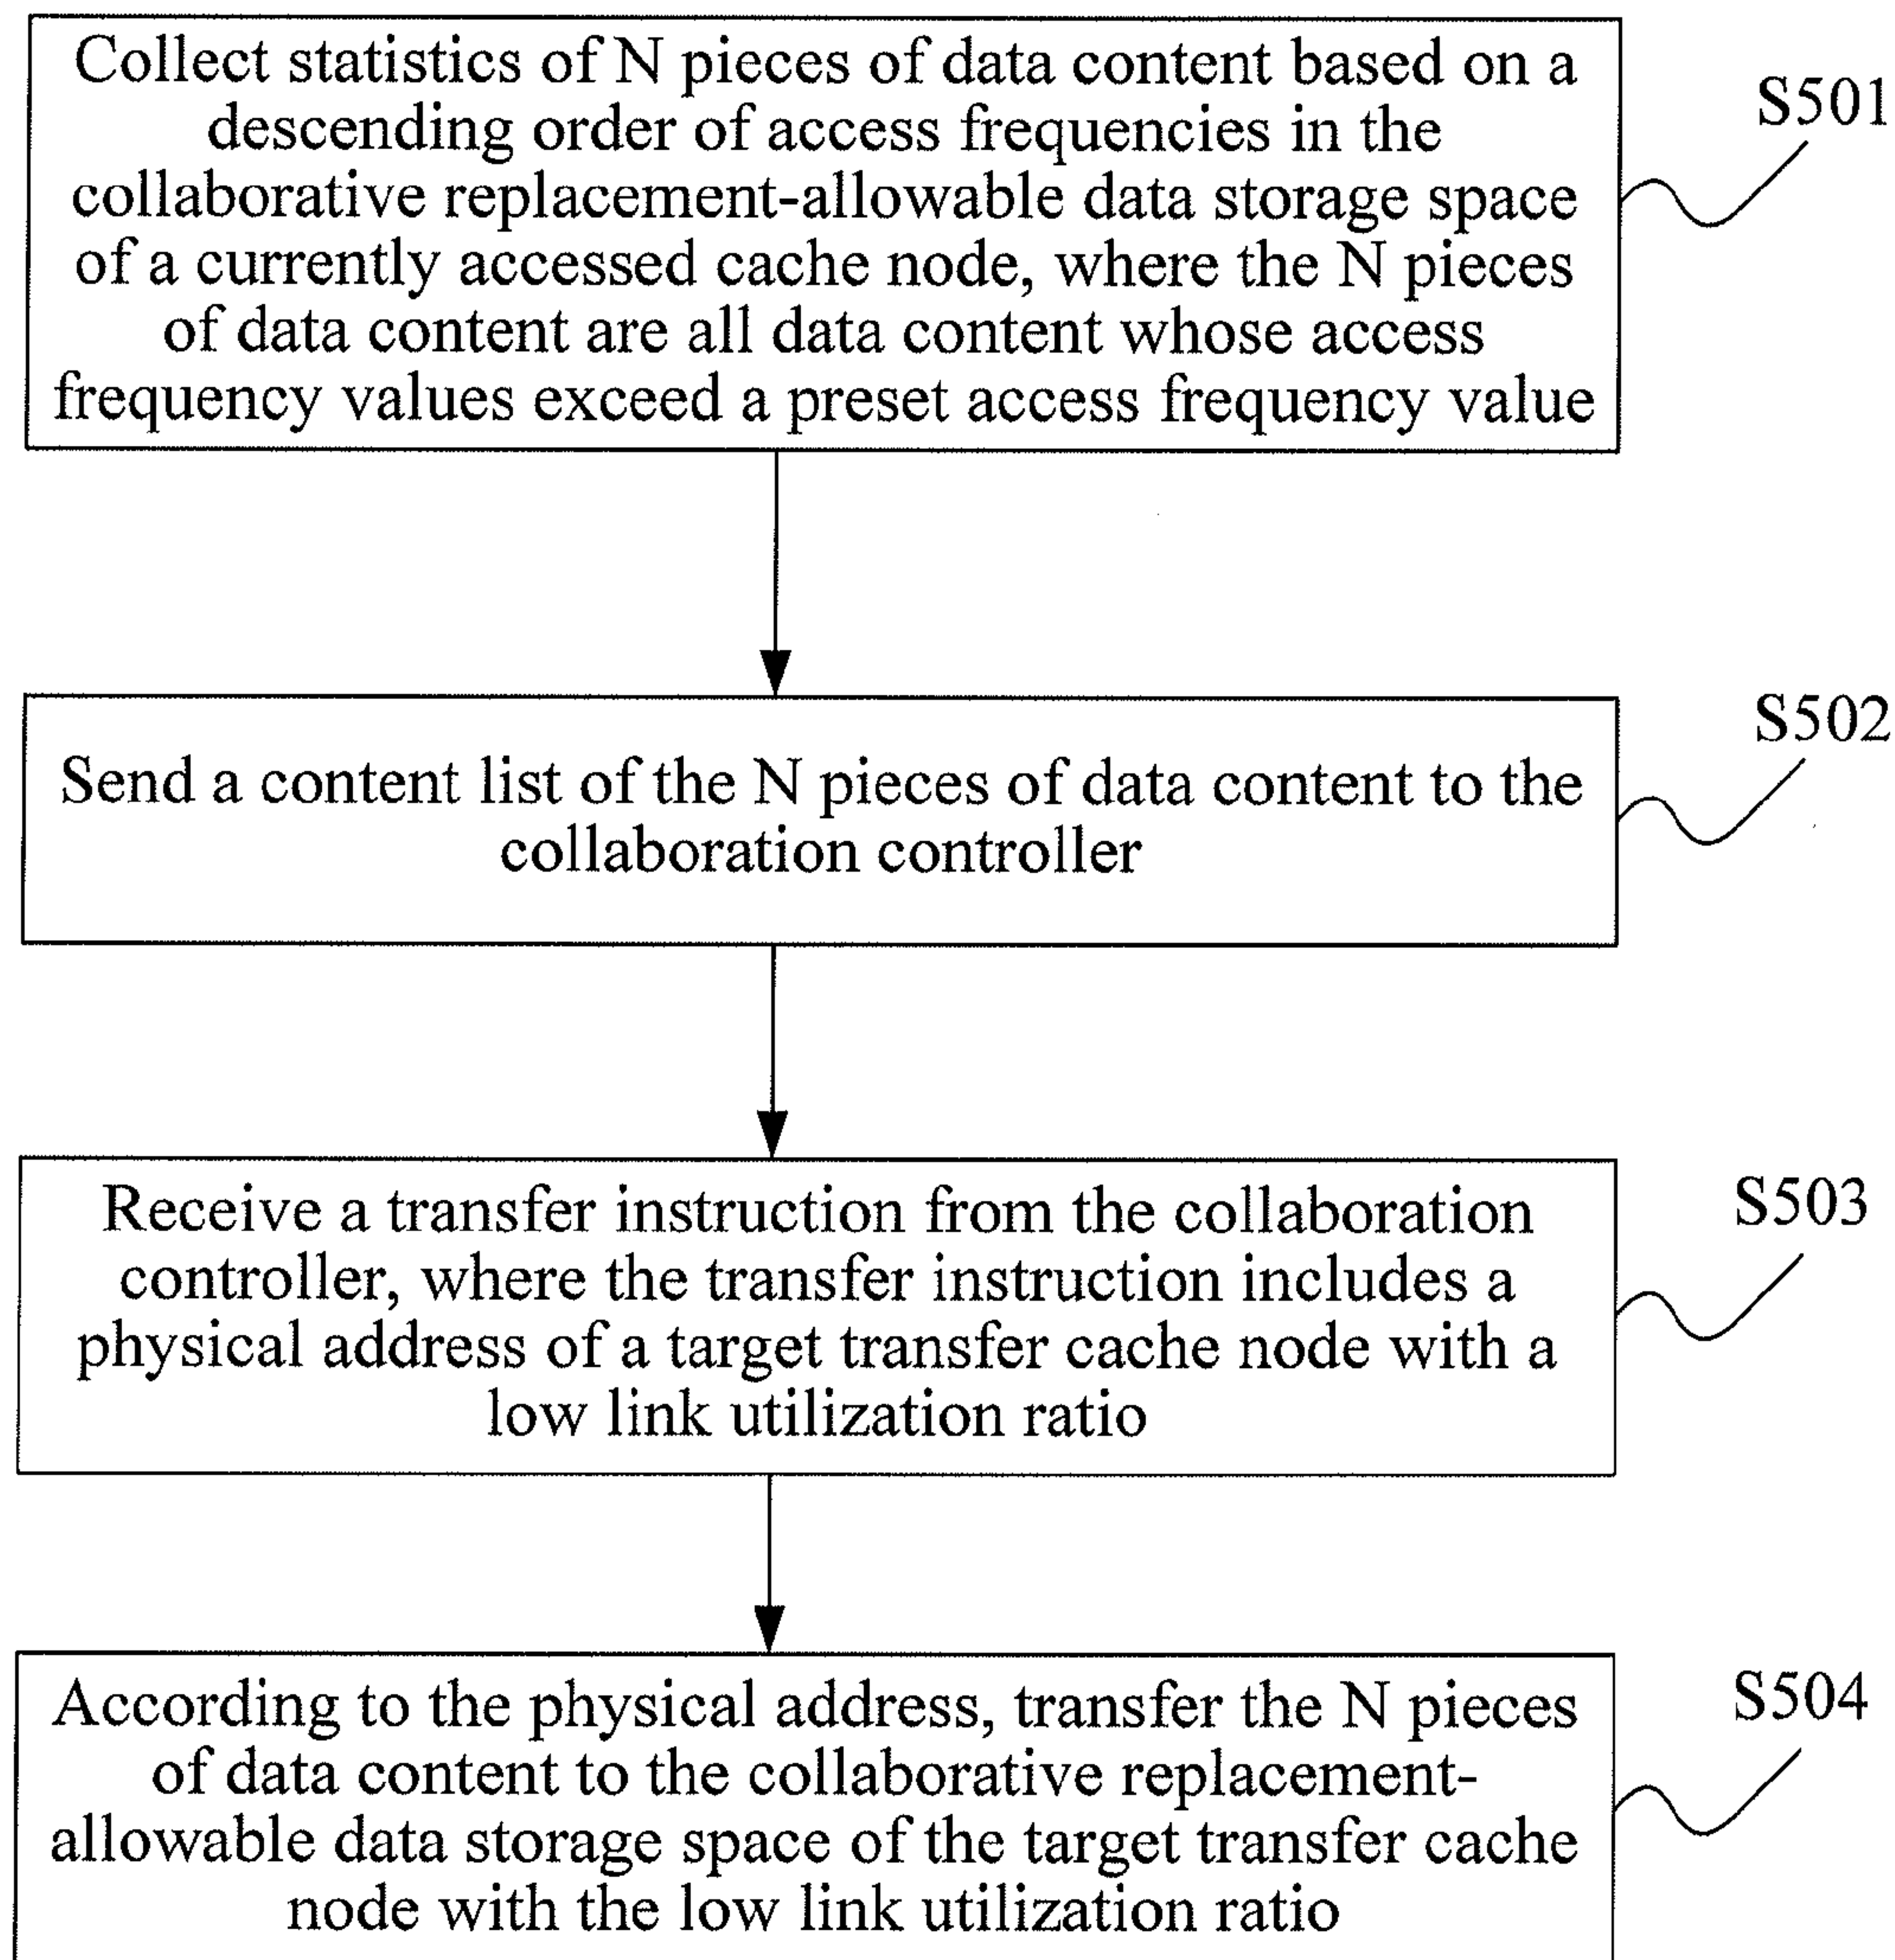 Collect statistics of N pieces of data content based on a
descending order of access frequencies in the
collaborative replacement-allowable data storage space
of a currently accessed cache node, where the N pieces
of data content are all data content whose access
frequency values exceed a preset access frequency value
S501
Send a content list of the N pieces of data content to the
collaboration controller
S502
Receive a transfer instruction from the collaboration
controller, where the transfer instruction includes a
physical address of a target transfer cache node with a
low link utilization ratio
S503
According to the physical address, transfer the N pieces
of data content to the collaborative replacement-
allowable data storage space of the target transfer cache
node with the low link utilization ratio
S504